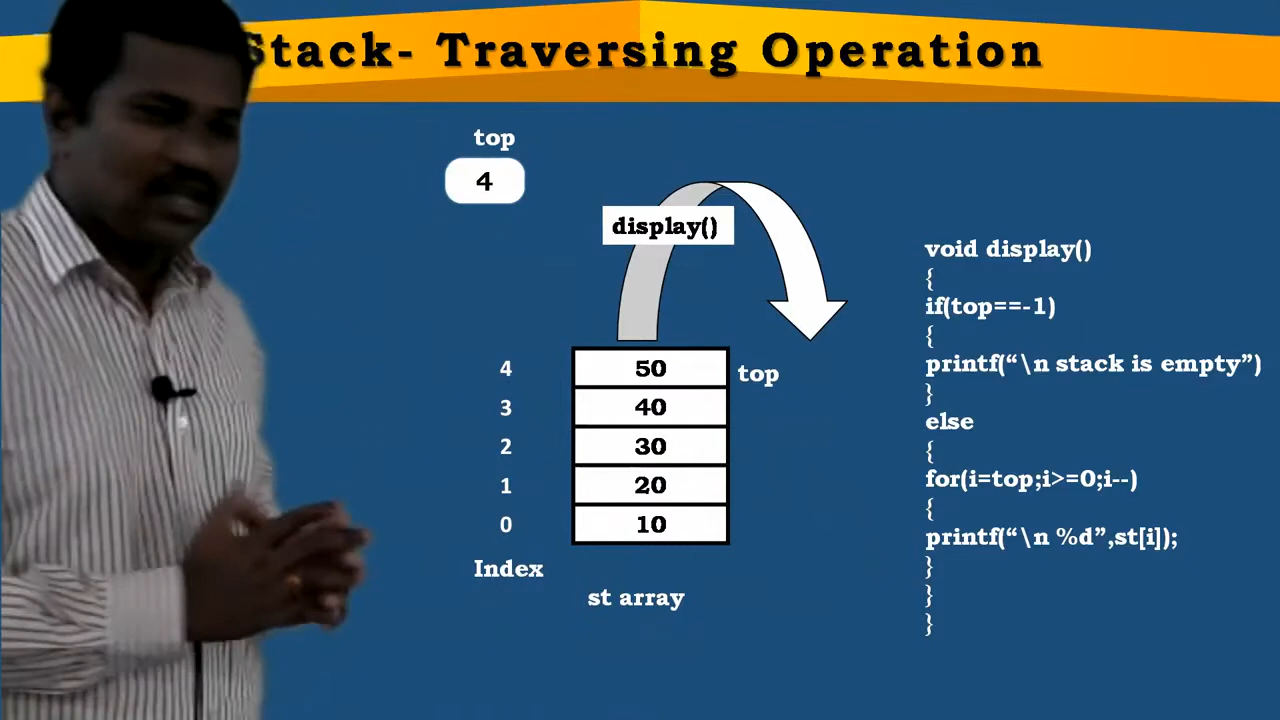 Stack- Traversing Operation
top
4
display()
4 50 top
3 40
2 30
1 20
0 10
Index
st array
void display()
{
if(top==-1)
{
printf(“\n stack is empty”)
}
else
{
for(i=top;i>=0;i--)
{
printf(“\n %d”,st[i]);
}
}
}